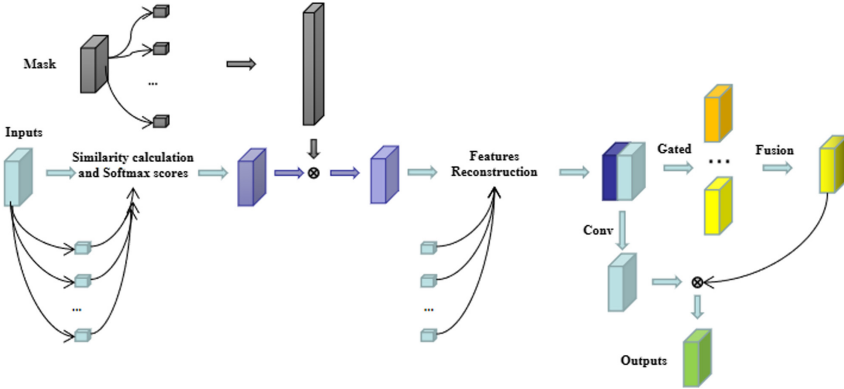 Mask
...
Inputs
Similarity calculation
and Softmax scores
Features
Reconstruction
Gated
...
Fusion
Conv
...
...
Outputs